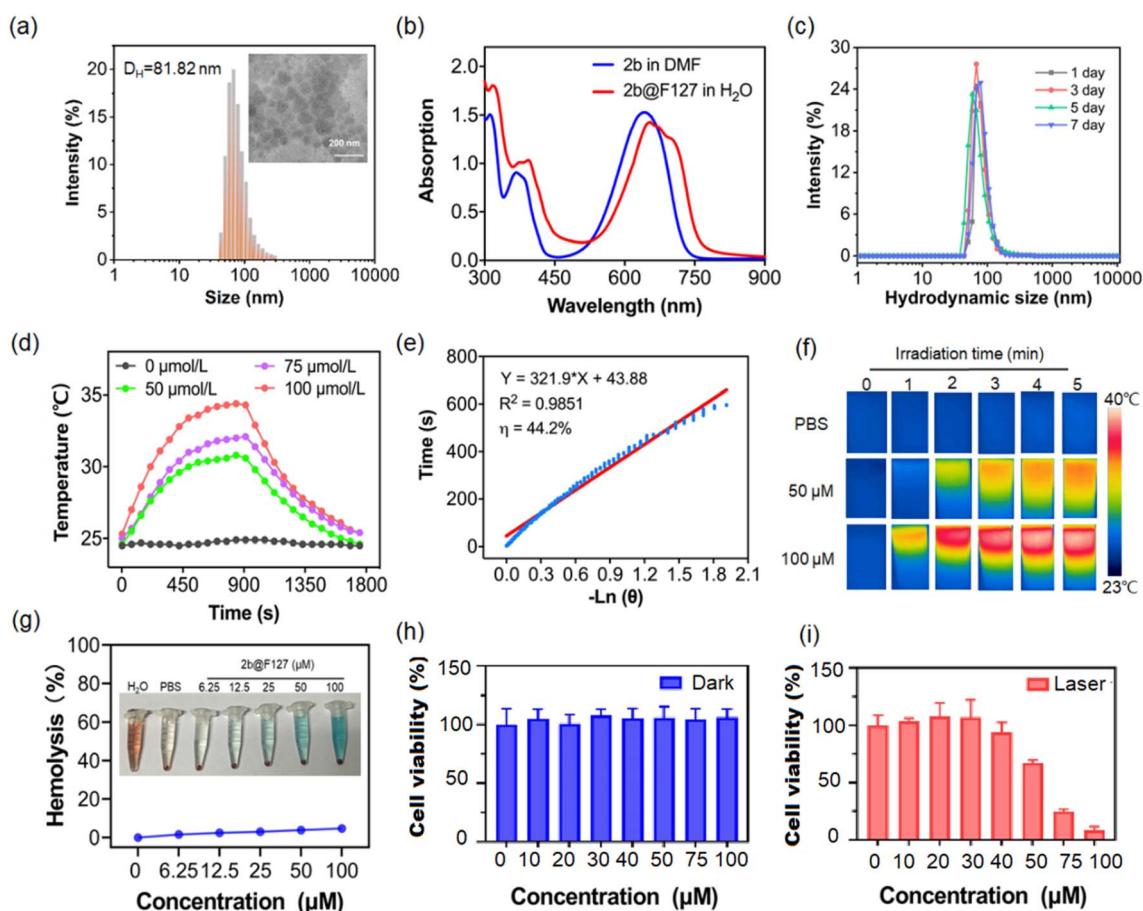 (a)
D_H=81.82 nm
200 nm
Intensity (%)
20
15
10
5
0
1 10 100 1000 10000
Size (nm)
(b)
2b in DMF
2b@F127 in H₂O
Absorption
2.0
1.5
1.0
0.5
0.0
300 450 600 750 900
Wavelength (nm)
(c)
1 day
3 day
5 day
7 day
Intensity (%)
30
24
18
12
6
0
1 10 100 1000 10000
Hydrodynamic size (nm)
(d)
0 μmol/L 75 μmol/L
50 μmol/L 100 μmol/L
Temperature (℃)
35
30
25
0 450 900 1350 1800
Time (s)
(e)
Y = 321.9*X + 43.88
R² = 0.9851
η = 44.2%
Time (s)
800
600
400
200
0
0.0 0.3 0.6 0.9 1.2 1.5 1.8 2.1
-Ln (θ)
(f)
Irradiation time (min)
0 1 2 3 4 5
PBS
50 μM
100 μM
40℃
23℃
(g)
2b@F127 (μM)
H₂O PBS 6.25 12.5 25 50 100
Hemolysis (%)
100
80
60
40
20
0
0 6.25 12.5 25 50 100
Concentration (μM)
(h)
Dark
Cell viability (%)
150
100
50
0
0 10 20 30 40 50 75 100
Concentration (μM)
(i)
Laser
Cell viability (%)
150
100
50
0
0 10 20 30 40 50 75 100
Concentration (μM)